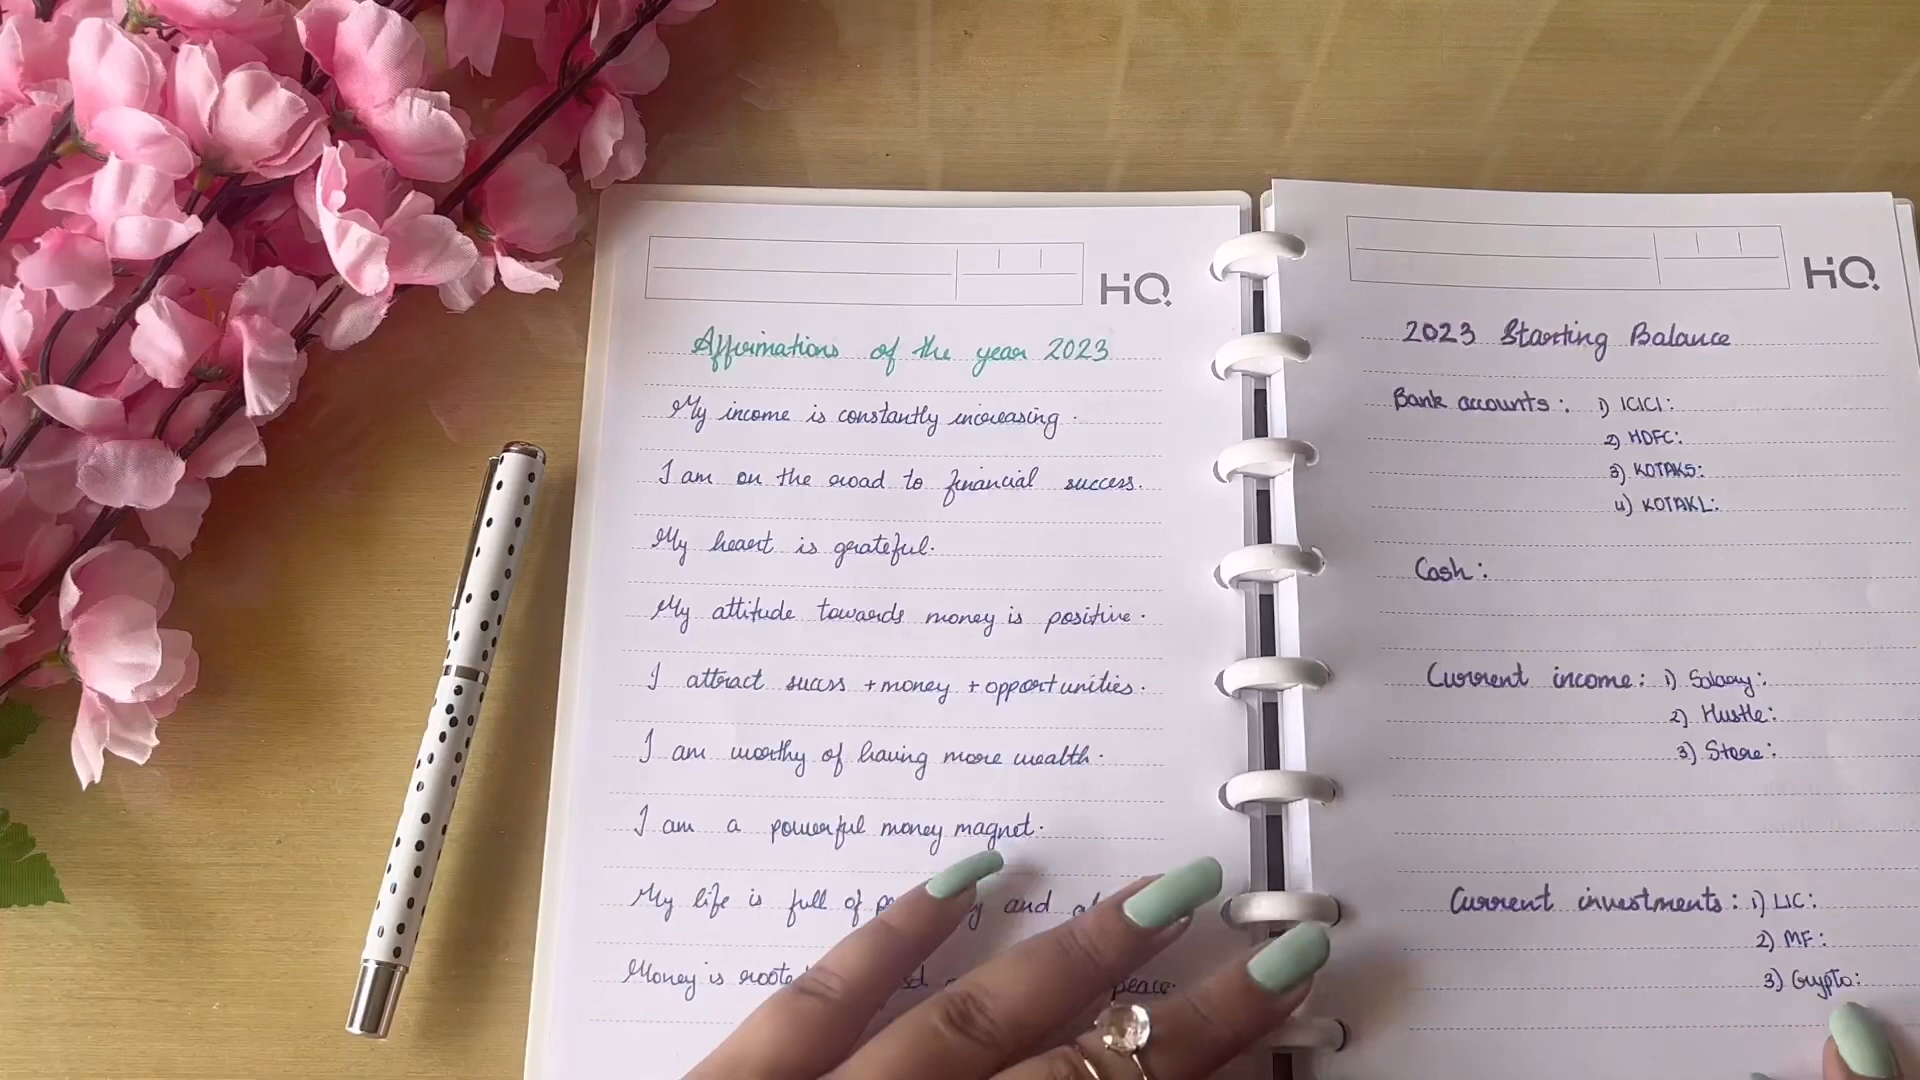 HQ.
Affirmations of the year 2023
My income is constantly increasing.
I am on the road to financial success.
My heart is grateful.
My attitude towards money is positive.
I attract succss + money + opportunities.
I am worthy of having more wealth.
I am a powerful money magnet.
My life is full of and
Money is peace.
HQ.
2023 Starting Balance
Bank accounts: 1) ICICI:
2) HDFC:
3) KOTAKS:
4) KOTAKL:
Cash:
Current income: 1) Salary:
2) Hustle:
3) Store:
Current investments: 1) LIC:
2) MF:
3) Crypto: